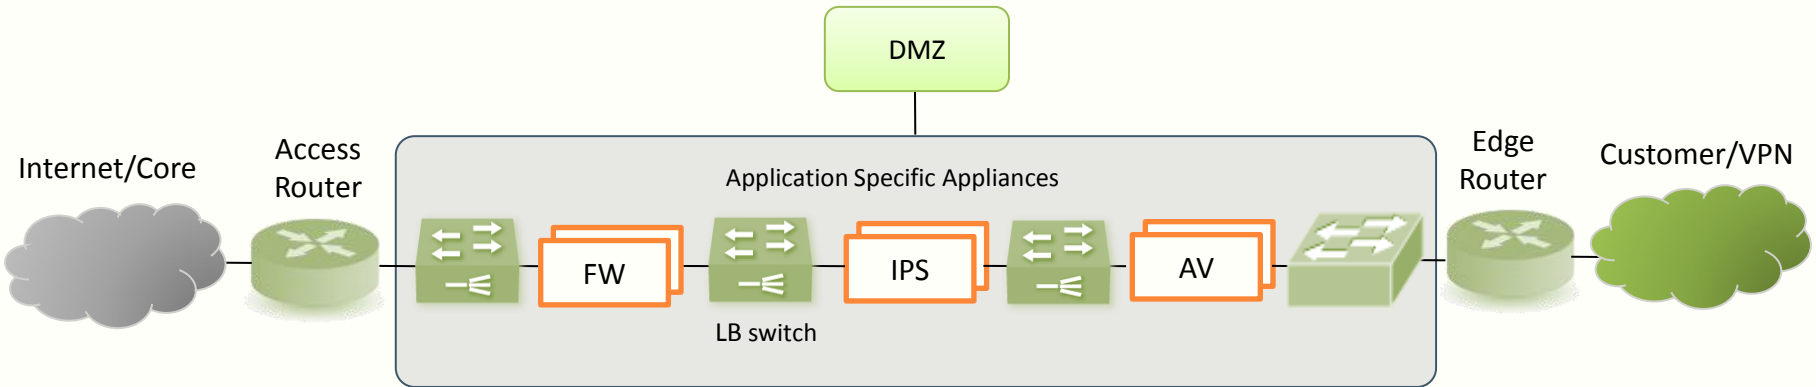 DMZ
Internet/Core
Access
Router
Application Specific Appliances
Edge
Router
Customer/VPN
FW
IPS
AV
LB switch